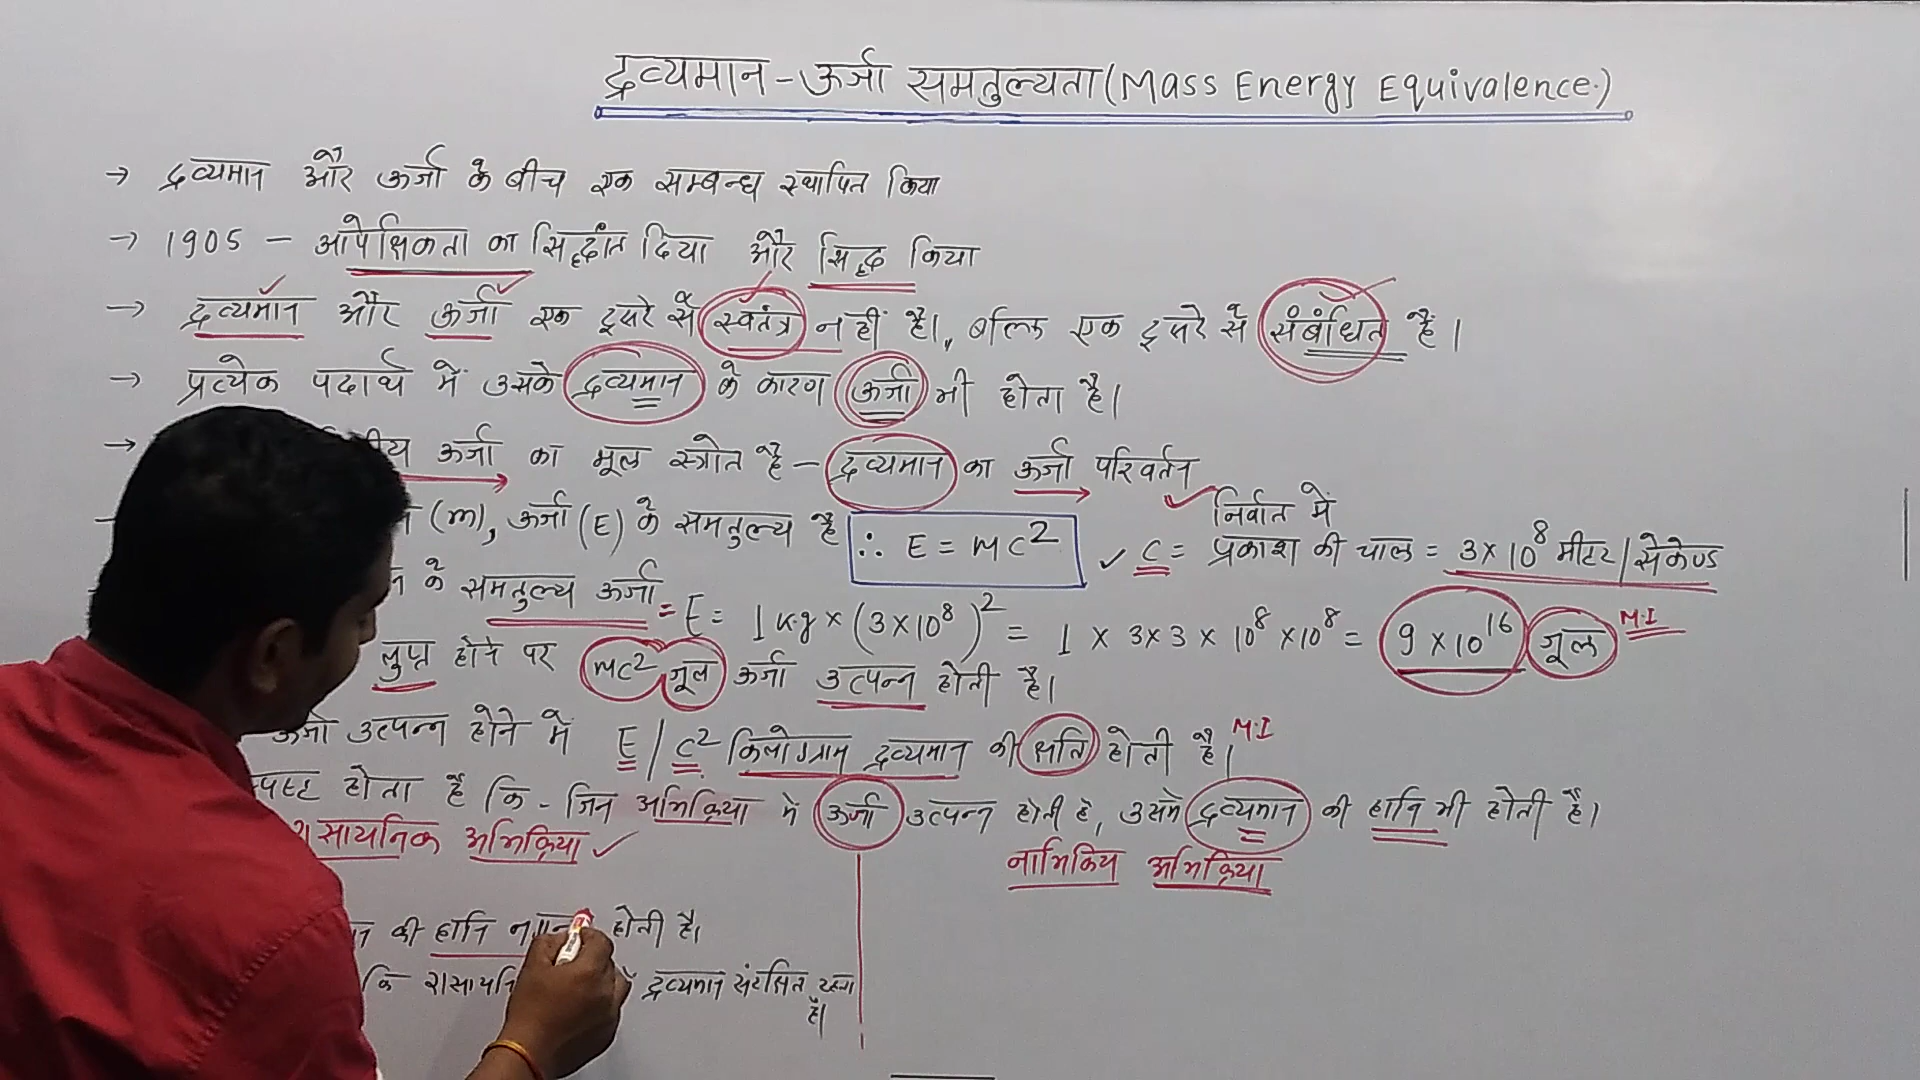 द्रव्यमान - ऊर्जा समतुल्यता (Mass Energy Equivalence.)
→ द्रव्यमान और ऊर्जा के बीच एक सम्बन्ध स्थापित किया
→ 1905 - आपेक्षिकता का सिद्धांत दिया और सिद्ध किया
→ द्रव्यमान और ऊर्जा एक दूसरे से स्वतंत्र नहीं है।, बल्कि एक दूसरे से संबंधित हैं।
→ प्रत्येक पदार्थ में उसके द्रव्यमान के कारण ऊर्जा भी होता है।
→ ऊर्जा का मूल स्त्रोत है - द्रव्यमान का ऊर्जा परिवर्तन
(m), ऊर्जा (E) के समतुल्य है ∴ E = mc² ✓ c = निर्वात में प्रकाश की चाल = 3 × 10⁸ मीटर / सेकेण्ड
के समतुल्य ऊर्जा = E = 1 kg × (3×10⁸)² = 1 × 3 × 3 × 10⁸ × 10⁸ = 9 × 10¹⁶ जूल M.I
लुप्त होने पर mc² जूल ऊर्जा उत्पन्न होती है।
ऊर्जा उत्पन्न होने में E / c² किलोग्राम द्रव्यमान की क्षति होती है। M.I
होता है कि - जिन अभिक्रिया में ऊर्जा उत्पन्न होती है, उसमें द्रव्यमान की हानि भी होती है।
रासायनिक अभिक्रिया ✓ नाभिकिय अभिक्रिया
की हानि होती है।
कि द्रव्यमान संरक्षित रहता है।